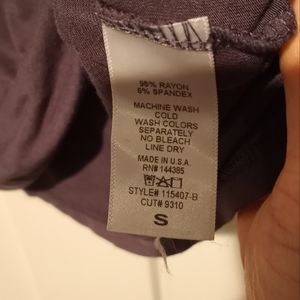 95% RAYON
5% SPANDEX
MACHINE WASH
COLD
WASH COLORS
SEPARATELY
NO BLEACH
LINE DRY
MADE IN U.S.A.
RN# 144385
STYLE# 115407-B
CUT# 9310
S